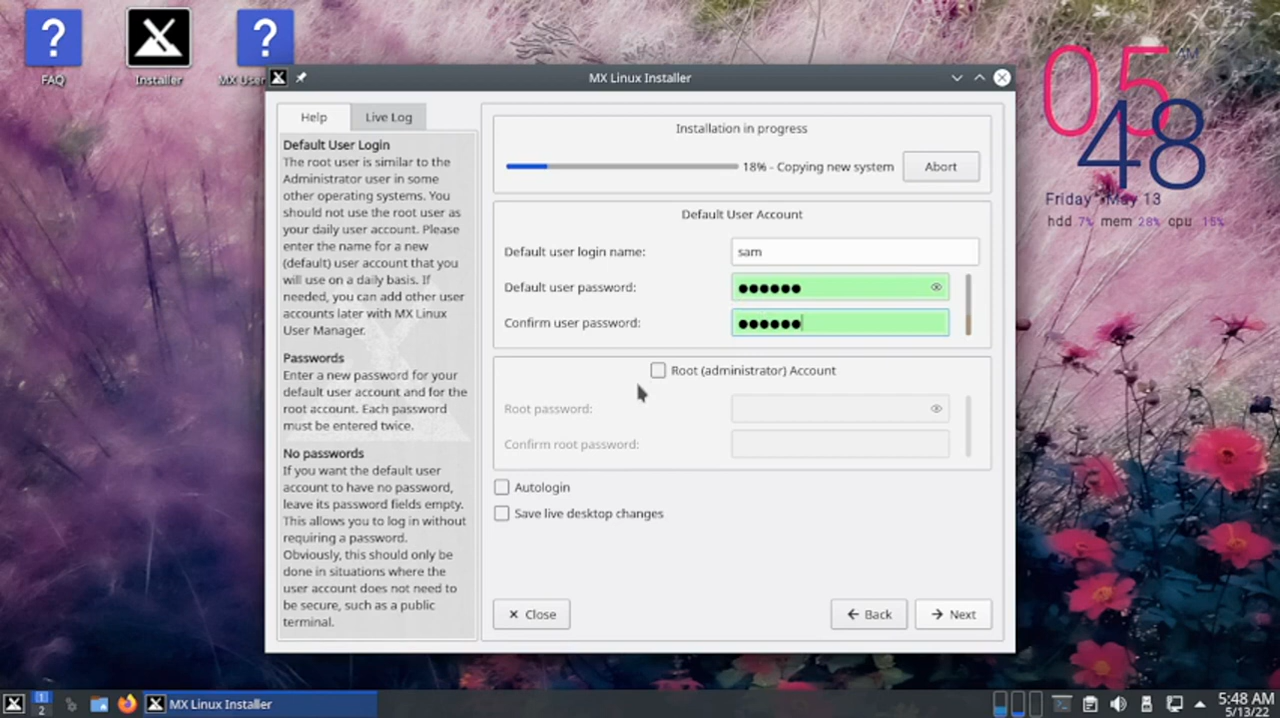 ?
?
FAQ
Installer
MX User
MX Linux Installer
Help
Live Log
Default User Login
The root user is similar to the
Administrator user in some
other operating systems. You
should not use the root user as
your daily user account. Please
enter the name for a new
(default) user account that you
will use on a daily basis. If
needed, you can add other user
accounts later with MX Linux
User Manager.
Passwords
Enter a new password for your
default user account and for the
root account. Each password
must be entered twice.
No passwords
If you want the default user
account to have no password,
leave its password fields empty.
This allows you to log in without
requiring a password.
Obviously, this should only be
done in situations where the
user account does not need to
be secure, such as a public
terminal.
Installation in progress
18% - Copying new system
Abort
Default User Account
Default user login name:
sam
Default user password:
●●●●●●
Confirm user password:
●●●●●●
Root (administrator) Account
Root password:
Confirm root password:
Autologin
Save live desktop changes
Close
Back
Next
05
AM
48
Friday May 13
hdd 7% mem 28% cpu 15%
1
2
MX Linux Installer
5:48 AM
5/13/22